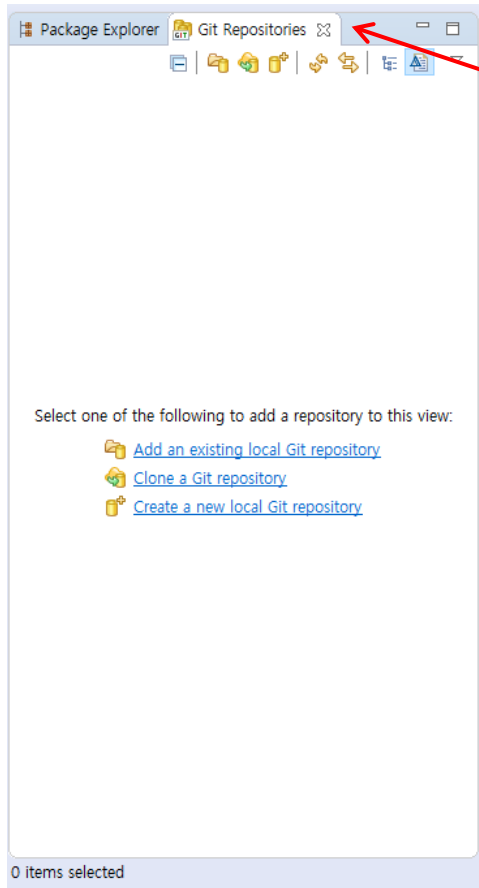 Package Explorer
GIT
Git Repositories
Select one of the following to add a repository to this view:
Add an existing local Git repository
Clone a Git repository
Create a new local Git repository
0 items selected